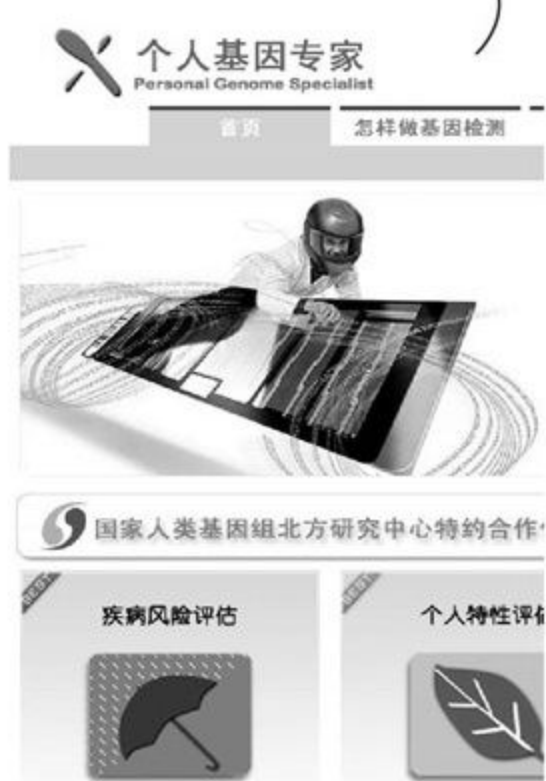 个人基因专家
Personal Genome Specialist
首页
怎样做基因检测
国家人类基因组北方研究中心特约合作
疾病风险评估
个人特性评估